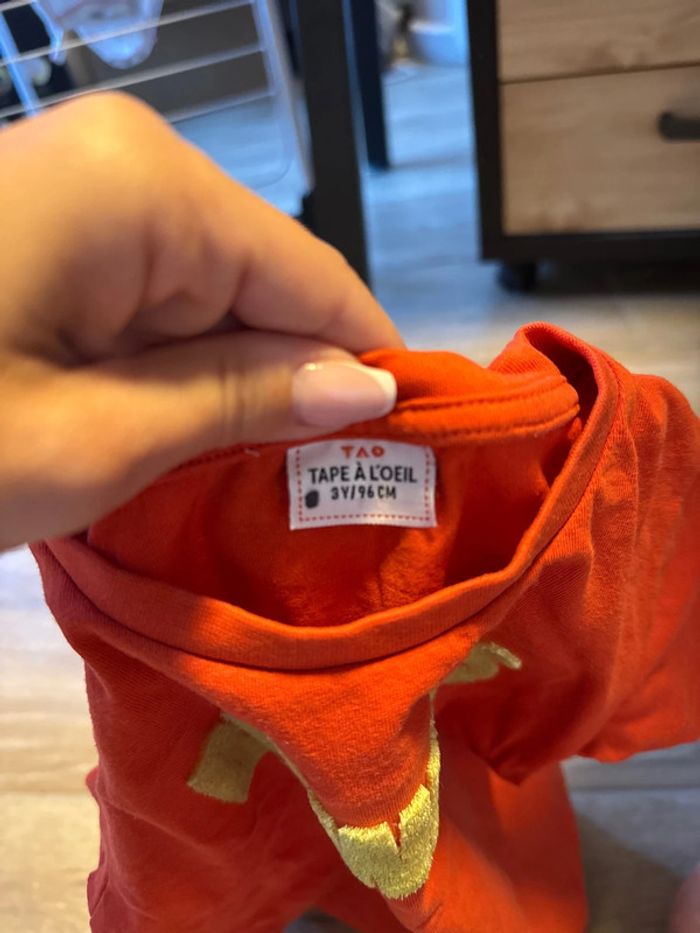 TAO
TAPE À L'OEIL
3Y/96CM